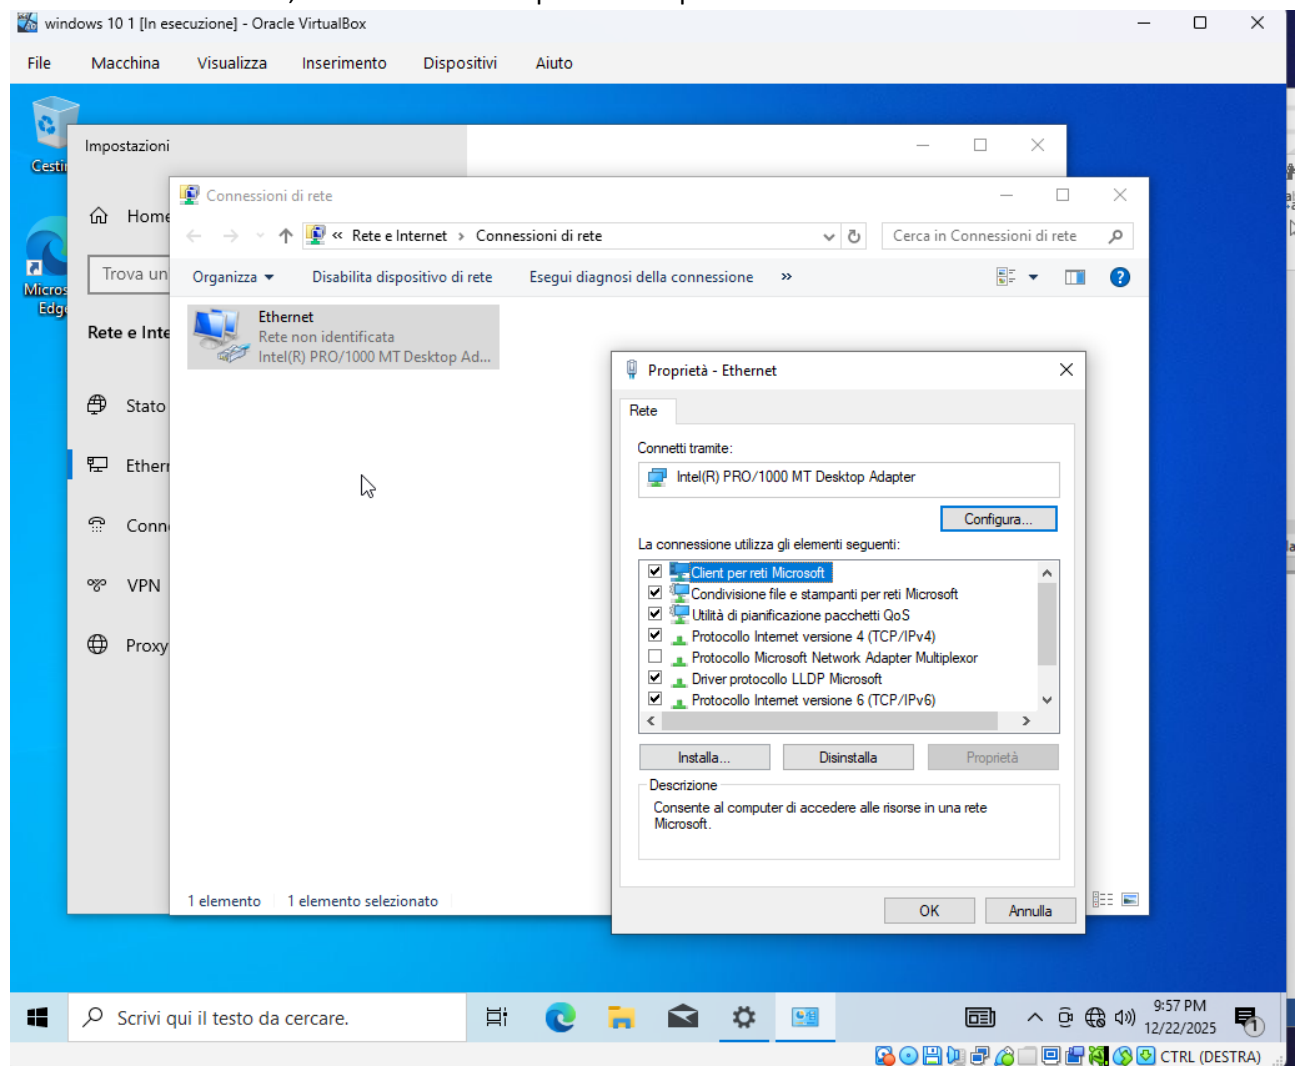 windows 10 1 [In esecuzione] - Oracle VirtualBox
File Macchina Visualizza Inserimento Dispositivi Aiuto
Cestin
Impostazioni
Connessioni di rete
Home
« Rete e Internet > Connessioni di rete
Cerca in Connessioni di rete
Trova un
Organizza Disabilita dispositivo di rete Esegui diagnosi della connessione »
Micros
Edg
Ethernet
Rete non identificata
Intel(R) PRO/1000 MT Desktop Ad...
Rete e Inte
Stato
Ethern
Conn
VPN
Proxy
Proprietà - Ethernet
Rete
Connetti tramite:
Intel(R) PRO/1000 MT Desktop Adapter
Configura...
La connessione utilizza gli elementi seguenti:
Client per reti Microsoft
Condivisione file e stampanti per reti Microsoft
Utilità di pianificazione pacchetti QoS
Protocollo Internet versione 4 (TCP/IPv4)
Protocollo Microsoft Network Adapter Multiplexor
Driver protocollo LLDP Microsoft
Protocollo Internet versione 6 (TCP/IPv6)
Installa... Disinstalla Proprietà
Descrizione
Consente al computer di accedere alle risorse in una rete
Microsoft.
OK Annulla
1 elemento 1 elemento selezionato
Scrivi qui il testo da cercare.
9:57 PM
12/22/2025
1
CTRL (DESTRA)